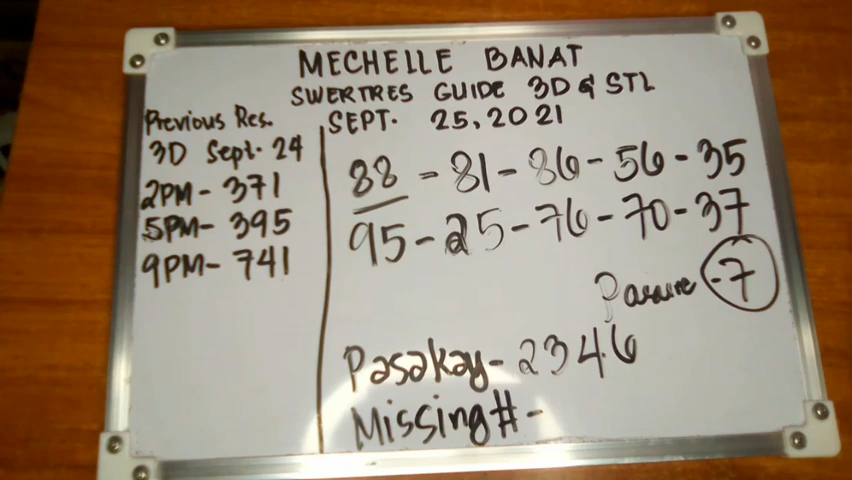 MECHELLE BANAT
SWERTRES GUIDE 3D & STL
SEPT. 25, 2021
Previous Res.
3D Sept. 24
2PM - 371
5PM - 395
9PM - 741
88 - 81 - 86 - 56 - 35
95 - 25 - 76 - 70 - 37
- 7
Pasakay - 2346
Missing # -